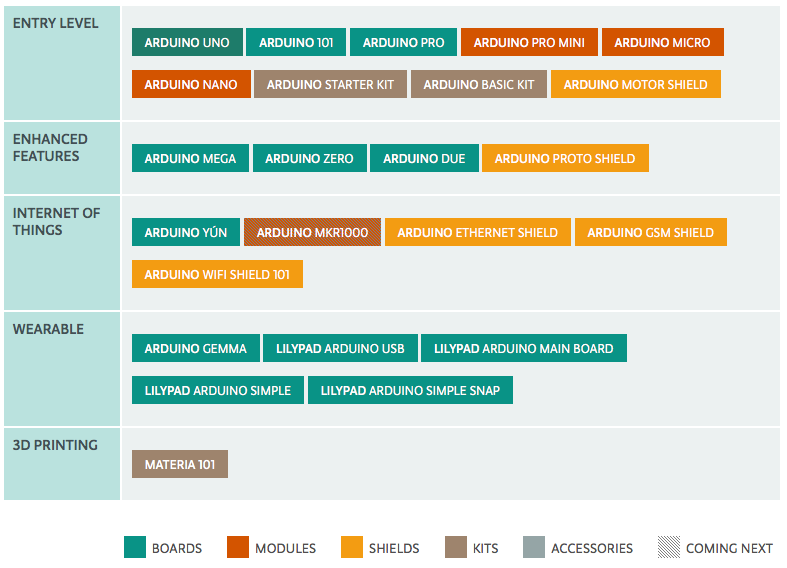 ENTRY LEVEL
ARDUINO UNO ARDUINO 101 ARDUINO PRO ARDUINO PRO MINI ARDUINO MICRO
ARDUINO NANO ARDUINO STARTER KIT ARDUINO BASIC KIT ARDUINO MOTOR SHIELD
ENHANCED
FEATURES
ARDUINO MEGA ARDUINO ZERO ARDUINO DUE ARDUINO PROTO SHIELD
INTERNET OF
THINGS
ARDUINO YÚN ARDUINO MKR1000 ARDUINO ETHERNET SHIELD ARDUINO GSM SHIELD
ARDUINO WIFI SHIELD 101
WEARABLE
ARDUINO GEMMA LILYPAD ARDUINO USB LILYPAD ARDUINO MAIN BOARD
LILYPAD ARDUINO SIMPLE LILYPAD ARDUINO SIMPLE SNAP
3D PRINTING
MATERIA 101
BOARDS MODULES SHIELDS KITS ACCESSORIES COMING NEXT